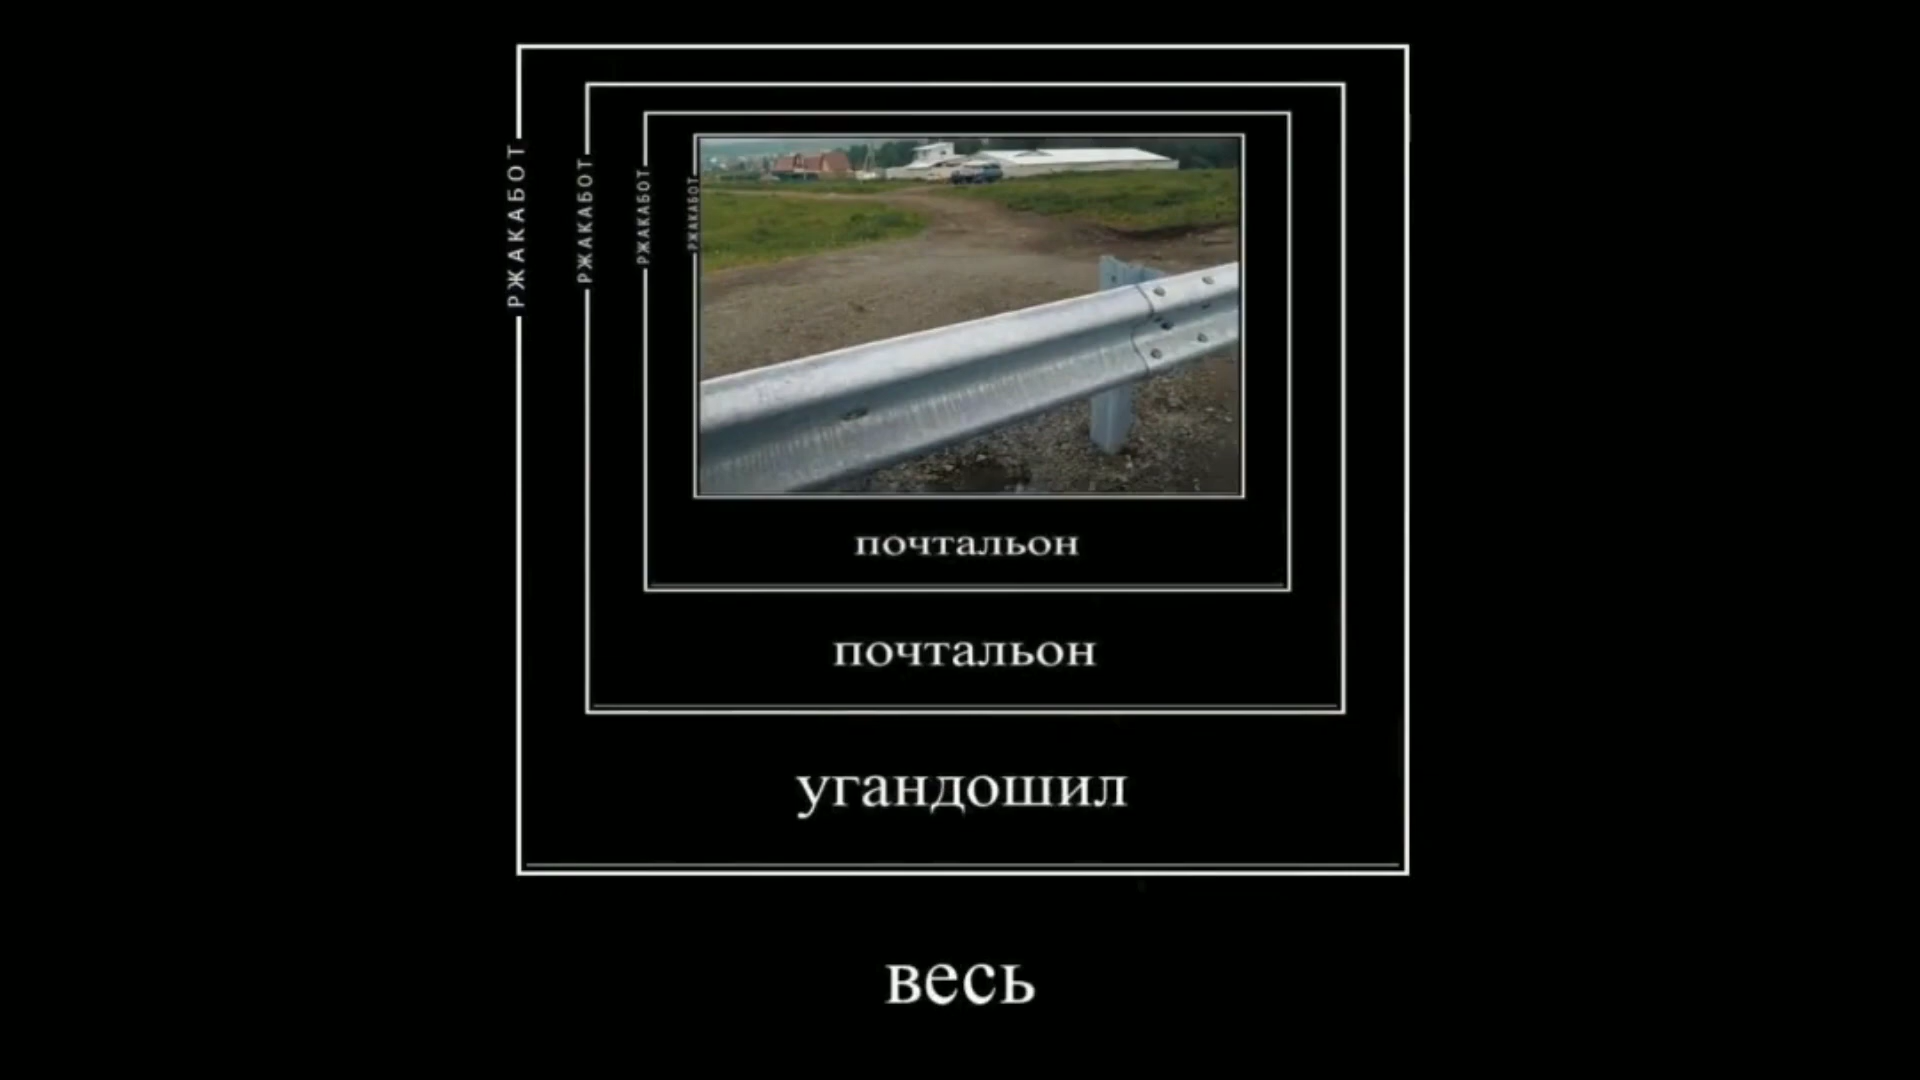 РЖАКАБОТ
РЖАКАБОТ
РЖАКАБОТ
РЖАКАБОТ
почтальон
почтальон
угандошил
весь